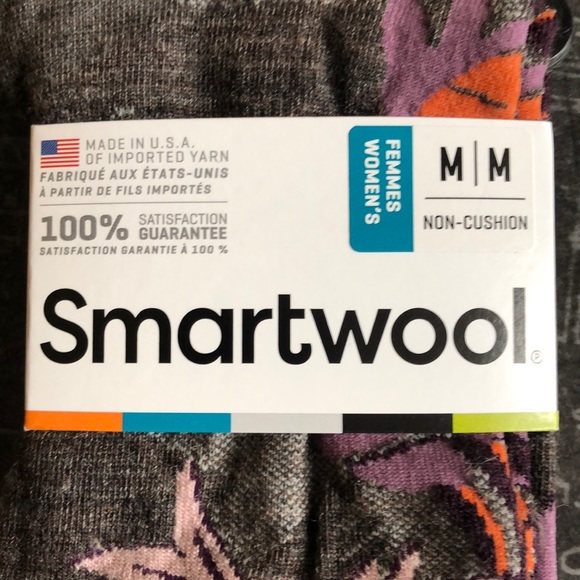 MADE IN U.S.A.
OF IMPORTED YARN
FABRIQUÉ AUX ÉTATS-UNIS
À PARTIR DE FILS IMPORTÉS
100% SATISFACTION GUARANTEE
SATISFACTION GARANTIE À 100 %
FEMMES
WOMEN'S
M | M
NON-CUSHION
Smartwool®